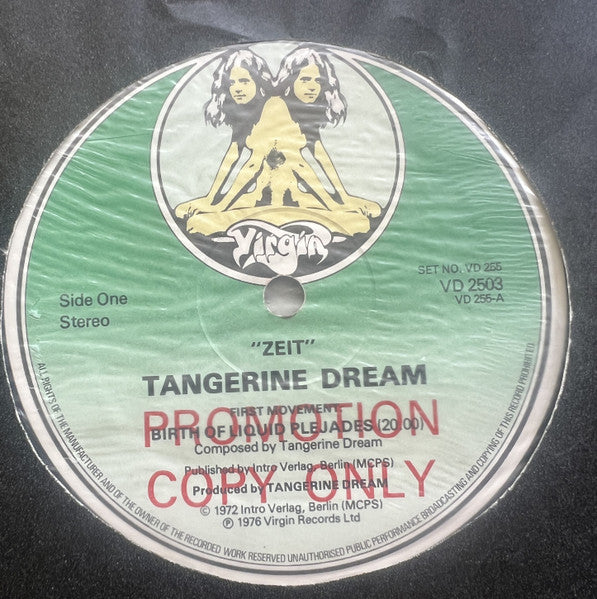 Virgin
SET NO. VD 255
VD 2503
VD 255-A
Side One
Stereo
"ZEIT"
TANGERINE DREAM
FIRST MOVEMENT
BIRTH OF LIQUID PLEJADES (20:00)
Composed by Tangerine Dream
Published by Intro Verlag, Berlin (MCPS)
Produced by TANGERINE DREAM
© 1972 Intro Verlag, Berlin (MCPS)
℗ 1976 Virgin Records Ltd
PROMOTION
COPY ONLY
ALL RIGHTS OF THE MANUFACTURER AND OF THE OWNER OF THE RECORDED WORK RESERVED UNAUTHORISED PUBLIC PERFORMANCE BROADCASTING AND COPYING OF THIS RECORD PROHIBITED